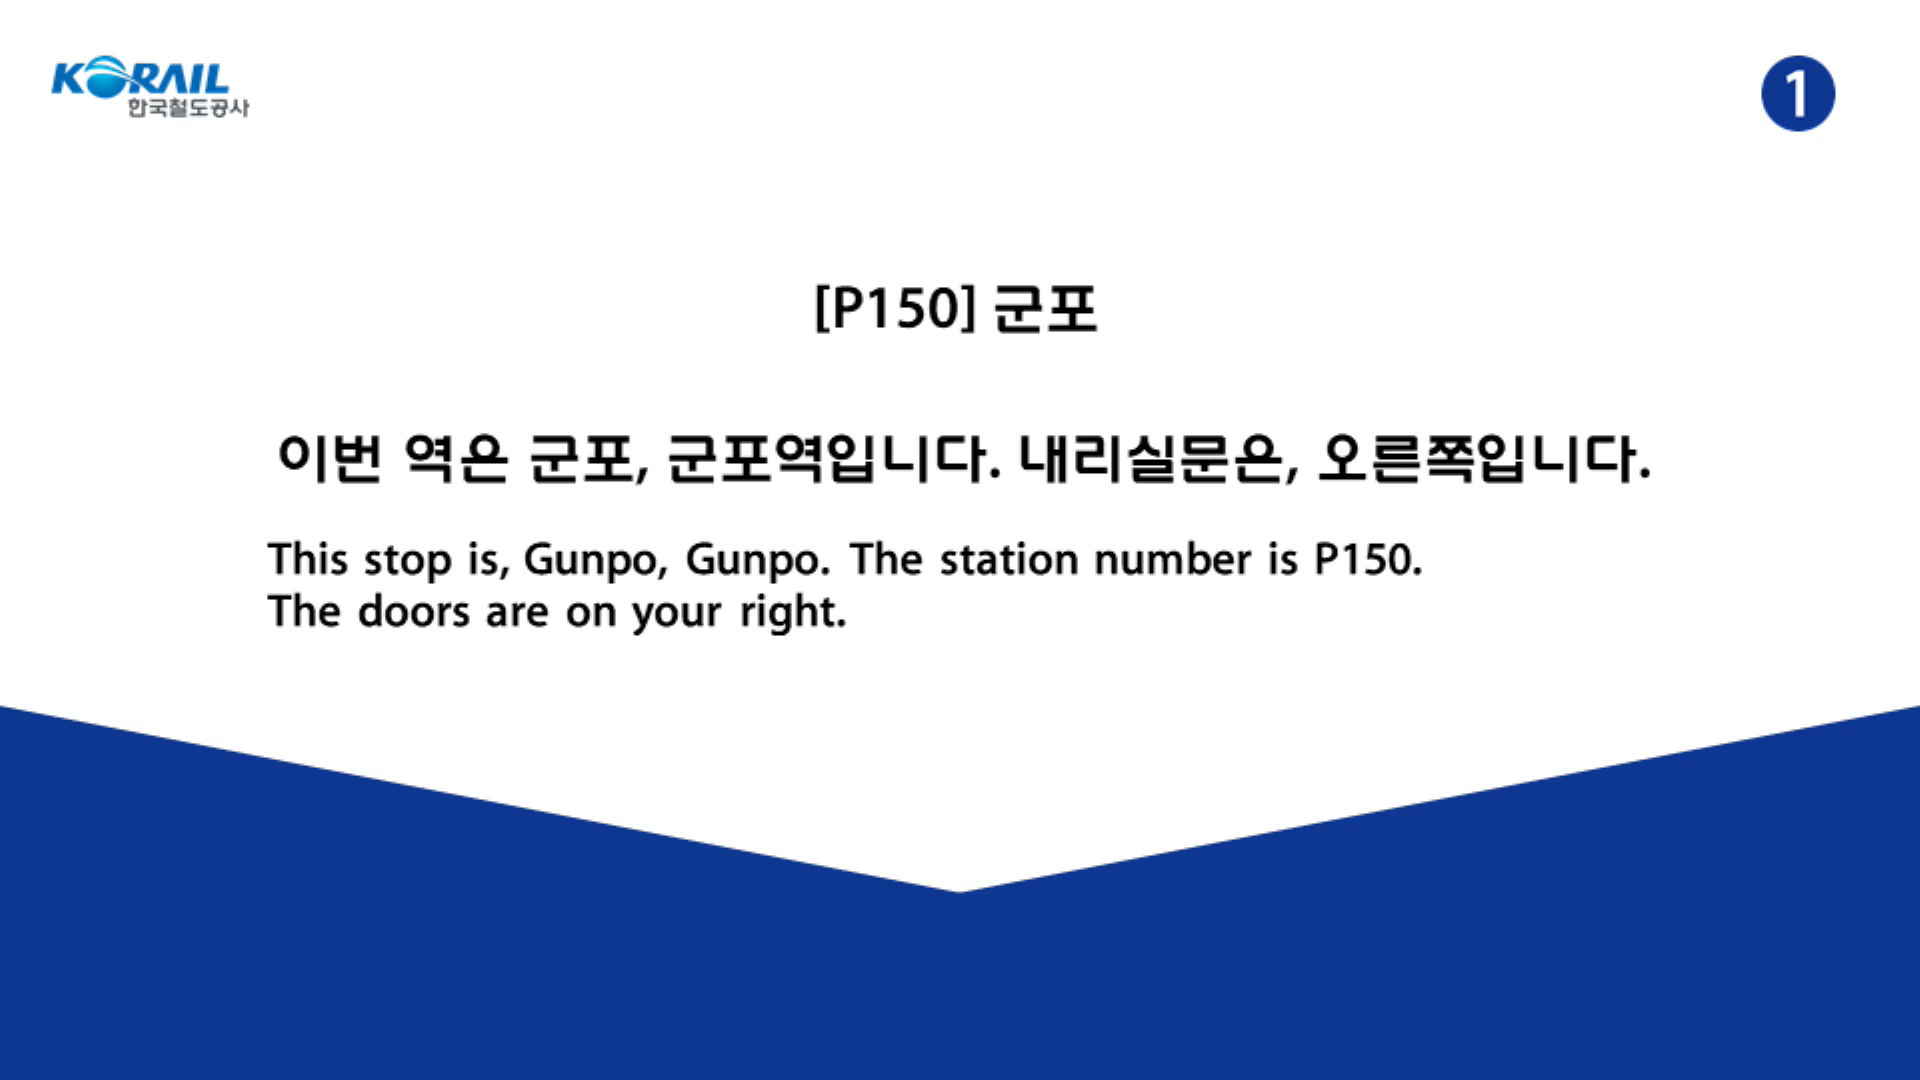 KORAIL
한국철도공사
1
[P150] 군포
이번 역은 군포, 군포역입니다. 내리실문은, 오른쪽입니다.
This stop is, Gunpo, Gunpo. The station number is P150.
The doors are on your right.